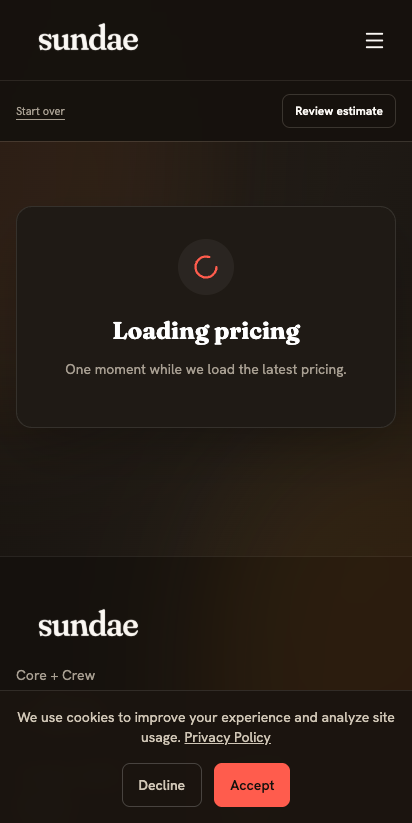 sundae
Start over
Review estimate
Loading pricing
One moment while we load the latest pricing.
sundae
Core + Crew
We use cookies to improve your experience and analyze site
usage. Privacy Policy
Decline
Accept